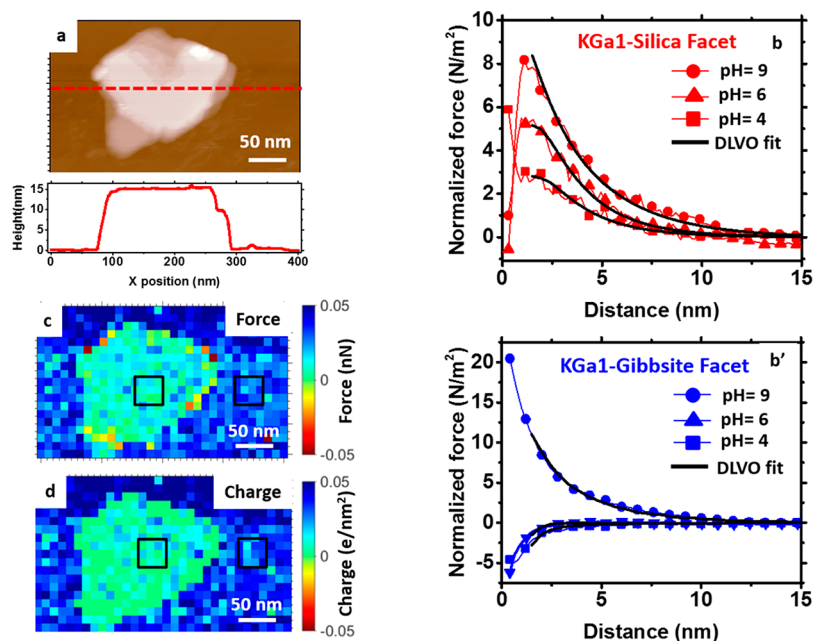 a
50 nm
Height(nm)
15
10
5
0
0
100
200
300
400
X position (nm)
c
Force
50 nm
0.05
0
-0.05
Force (nN)
d
Charge
50 nm
0.05
0
-0.05
Charge (e/nm²)
KGa1-Silica Facet
b
pH= 9
pH= 6
pH= 4
DLVO fit
Normalized force (N/m²)
10
8
6
4
2
0
0
5
10
15
Distance (nm)
KGa1-Gibbsite Facet
b’
pH= 9
pH= 6
pH= 4
DLVO fit
Normalized force (N/m²)
20
15
10
5
0
-5
0
5
10
15
Distance (nm)